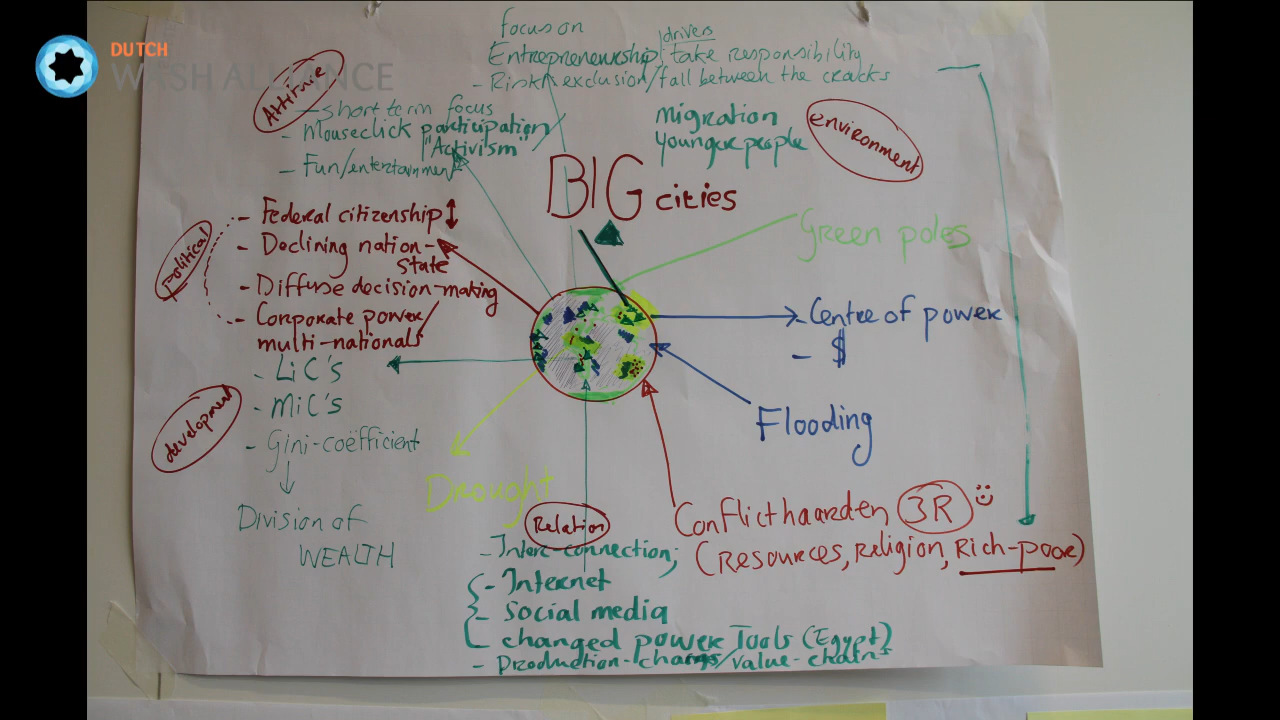 DUTCH
WASH ALLIANCE
Focus on
Entrepreneurship/drivers take responsibility
- Risk exclusion/fall between the cracks
Attitude
- short term focus
- Mouseclick participation/
"Activism"
- Fun/entertainment
migration
younger people
environment
BIG cities
political
- Federal citizenship
- Declining nation-
state
- Diffuse decision-making
- Corporate power
multi-nationals
Green poles
- Centre of power
- $
Flooding
development
- LiC's
- MiC's
- Gini-coëfficient
Division of
WEALTH
Drought
Conflicthaarden 3R
(Resources, Religion, Rich-poor)
Relation
- Inter-connection;
- Internet
- social media
changed power Tools (Egypt)
- Production-chains/value-chains